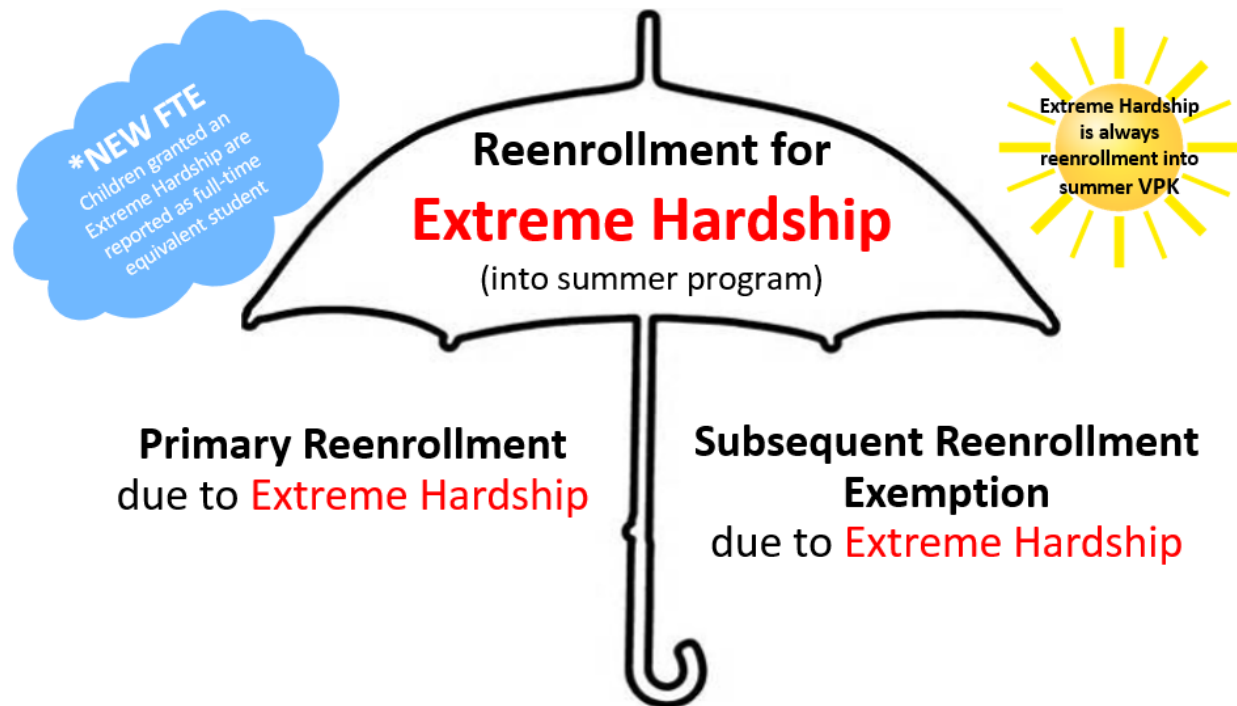 *NEW FTE
Children granted an
Extreme Hardship are
reported as full-time
equivalent student
Reenrollment for
Extreme Hardship
(into summer program)
Extreme Hardship
is always
reenrollment into
summer VPK
Primary Reenrollment
due to Extreme Hardship
Subsequent Reenrollment
Exemption
due to Extreme Hardship